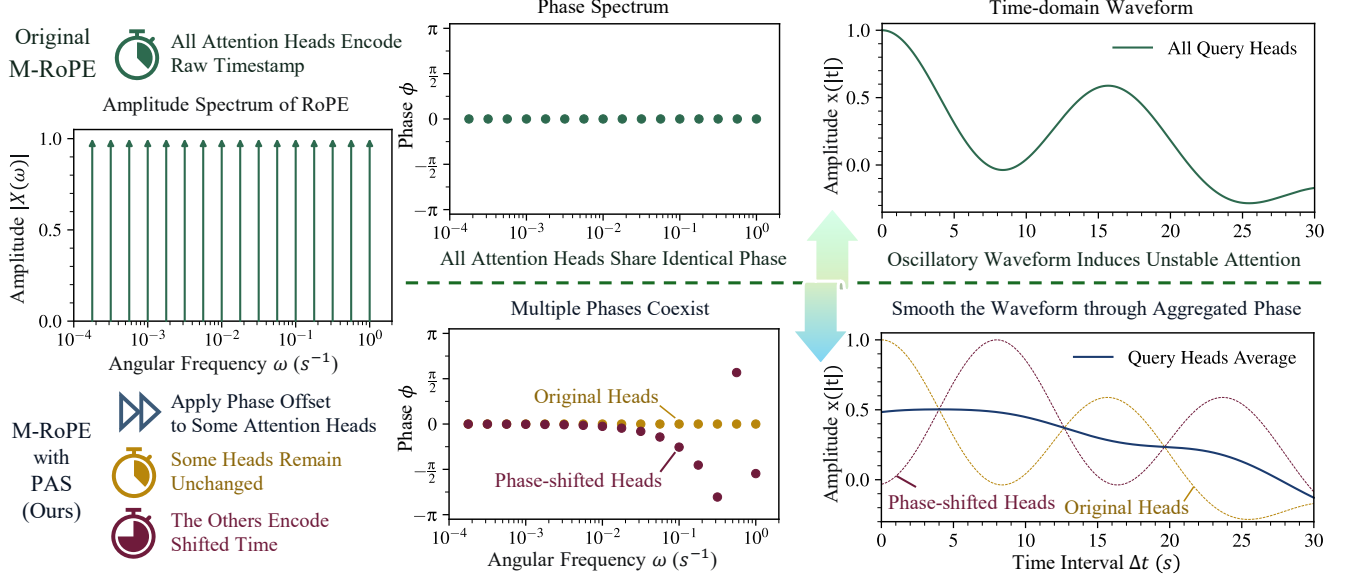 Original
M-RoPE
All Attention Heads Encode
Raw Timestamp
Amplitude Spectrum of RoPE
Amplitude |X(ω)|
1.0
0.5
0.0
10⁻⁴ 10⁻³ 10⁻² 10⁻¹ 10⁰
Angular Frequency ω (s⁻¹)
Phase Spectrum
Phase ϕ
π
π/2
0
−π/2
−π
10⁻⁴ 10⁻³ 10⁻² 10⁻¹ 10⁰
All Attention Heads Share Identical Phase
Time-domain Waveform
Amplitude x(|t|)
1.0
0.5
0.0
All Query Heads
0 5 10 15 20 25 30
Oscillatory Waveform Induces Unstable Attention
M-RoPE
with
PAS
(Ours)
Apply Phase Offset
to Some Attention Heads
Some Heads Remain
Unchanged
The Others Encode
Shifted Time
Multiple Phases Coexist
Phase ϕ
π
π/2
0
−π/2
−π
Original Heads
Phase-shifted Heads
10⁻⁴ 10⁻³ 10⁻² 10⁻¹ 10⁰
Angular Frequency ω (s⁻¹)
Smooth the Waveform through Aggregated Phase
Amplitude x(|t|)
1.0
0.5
0.0
Query Heads Average
Phase-shifted Heads
Original Heads
0 5 10 15 20 25 30
Time Interval Δt (s)